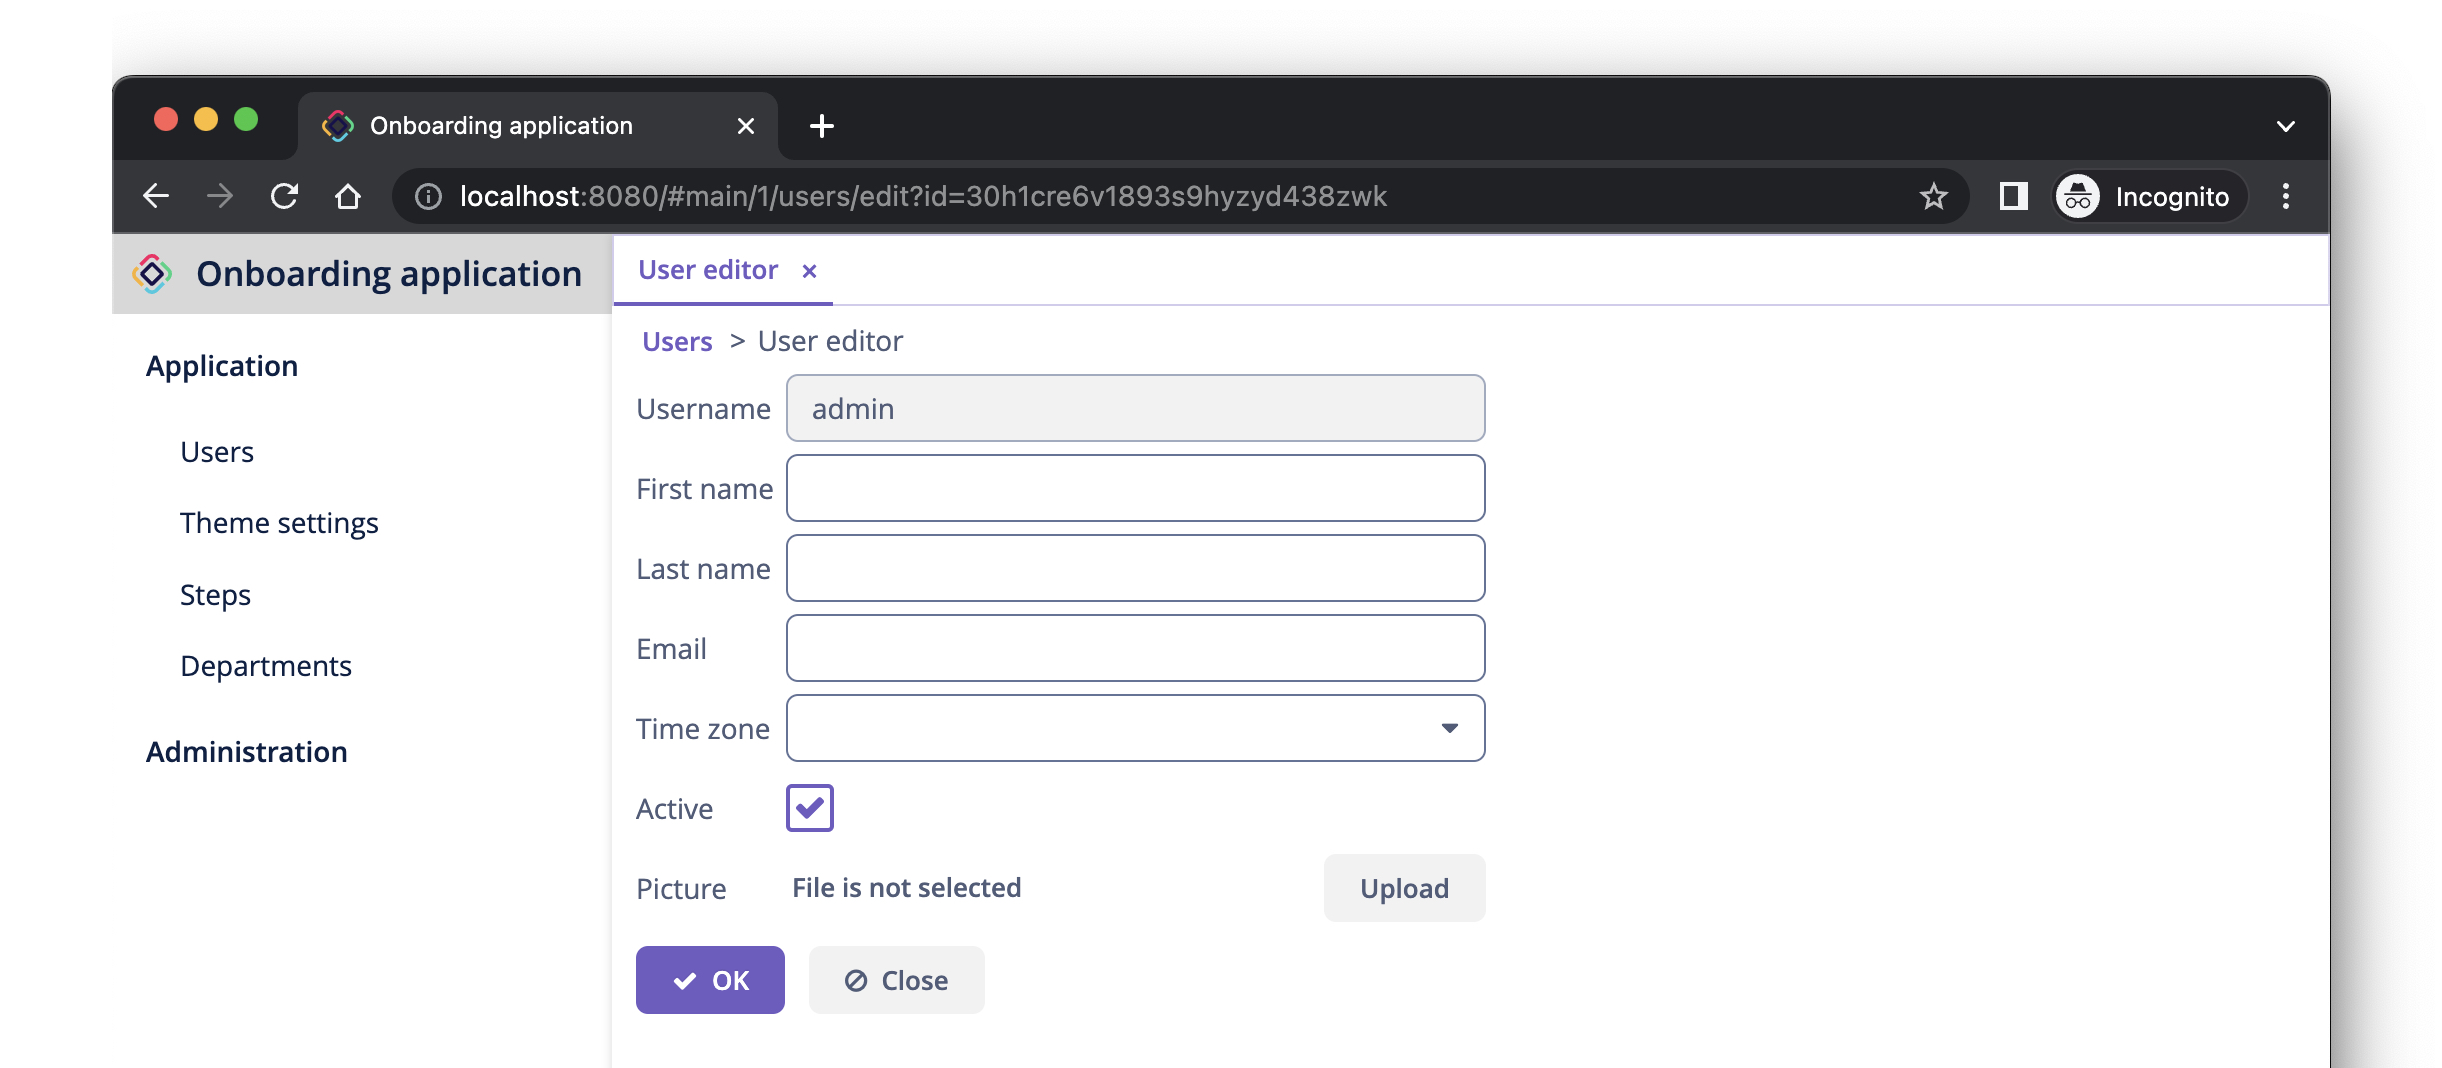 Onboarding application
localhost:8080/#main/1/users/edit?id=30h1cre6v1893s9hyzyd438zwk
Incognito
Onboarding application
User editor
Application
Users
Theme settings
Steps
Departments
Administration
Users > User editor
Username admin
First name
Last name
Email
Time zone
Active
Picture File is not selected Upload
OK Close